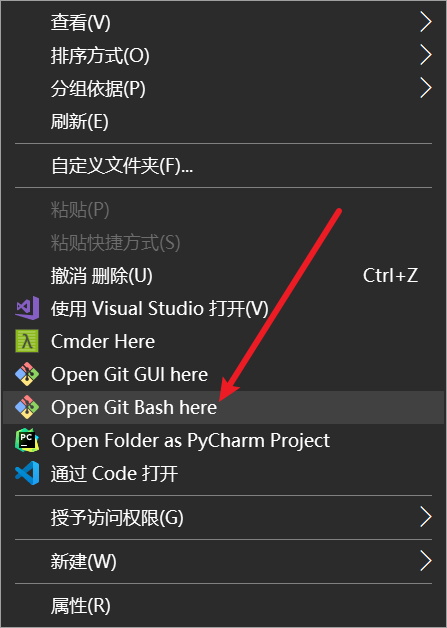 查看(V)
排序方式(O)
分组依据(P)
刷新(E)
自定义文件夹(F)...
粘贴(P)
粘贴快捷方式(S)
撤消 删除(U) Ctrl+Z
使用 Visual Studio 打开(V)
Cmder Here
Open Git GUI here
Open Git Bash here
Open Folder as PyCharm Project
通过 Code 打开
授予访问权限(G)
新建(W)
属性(R)